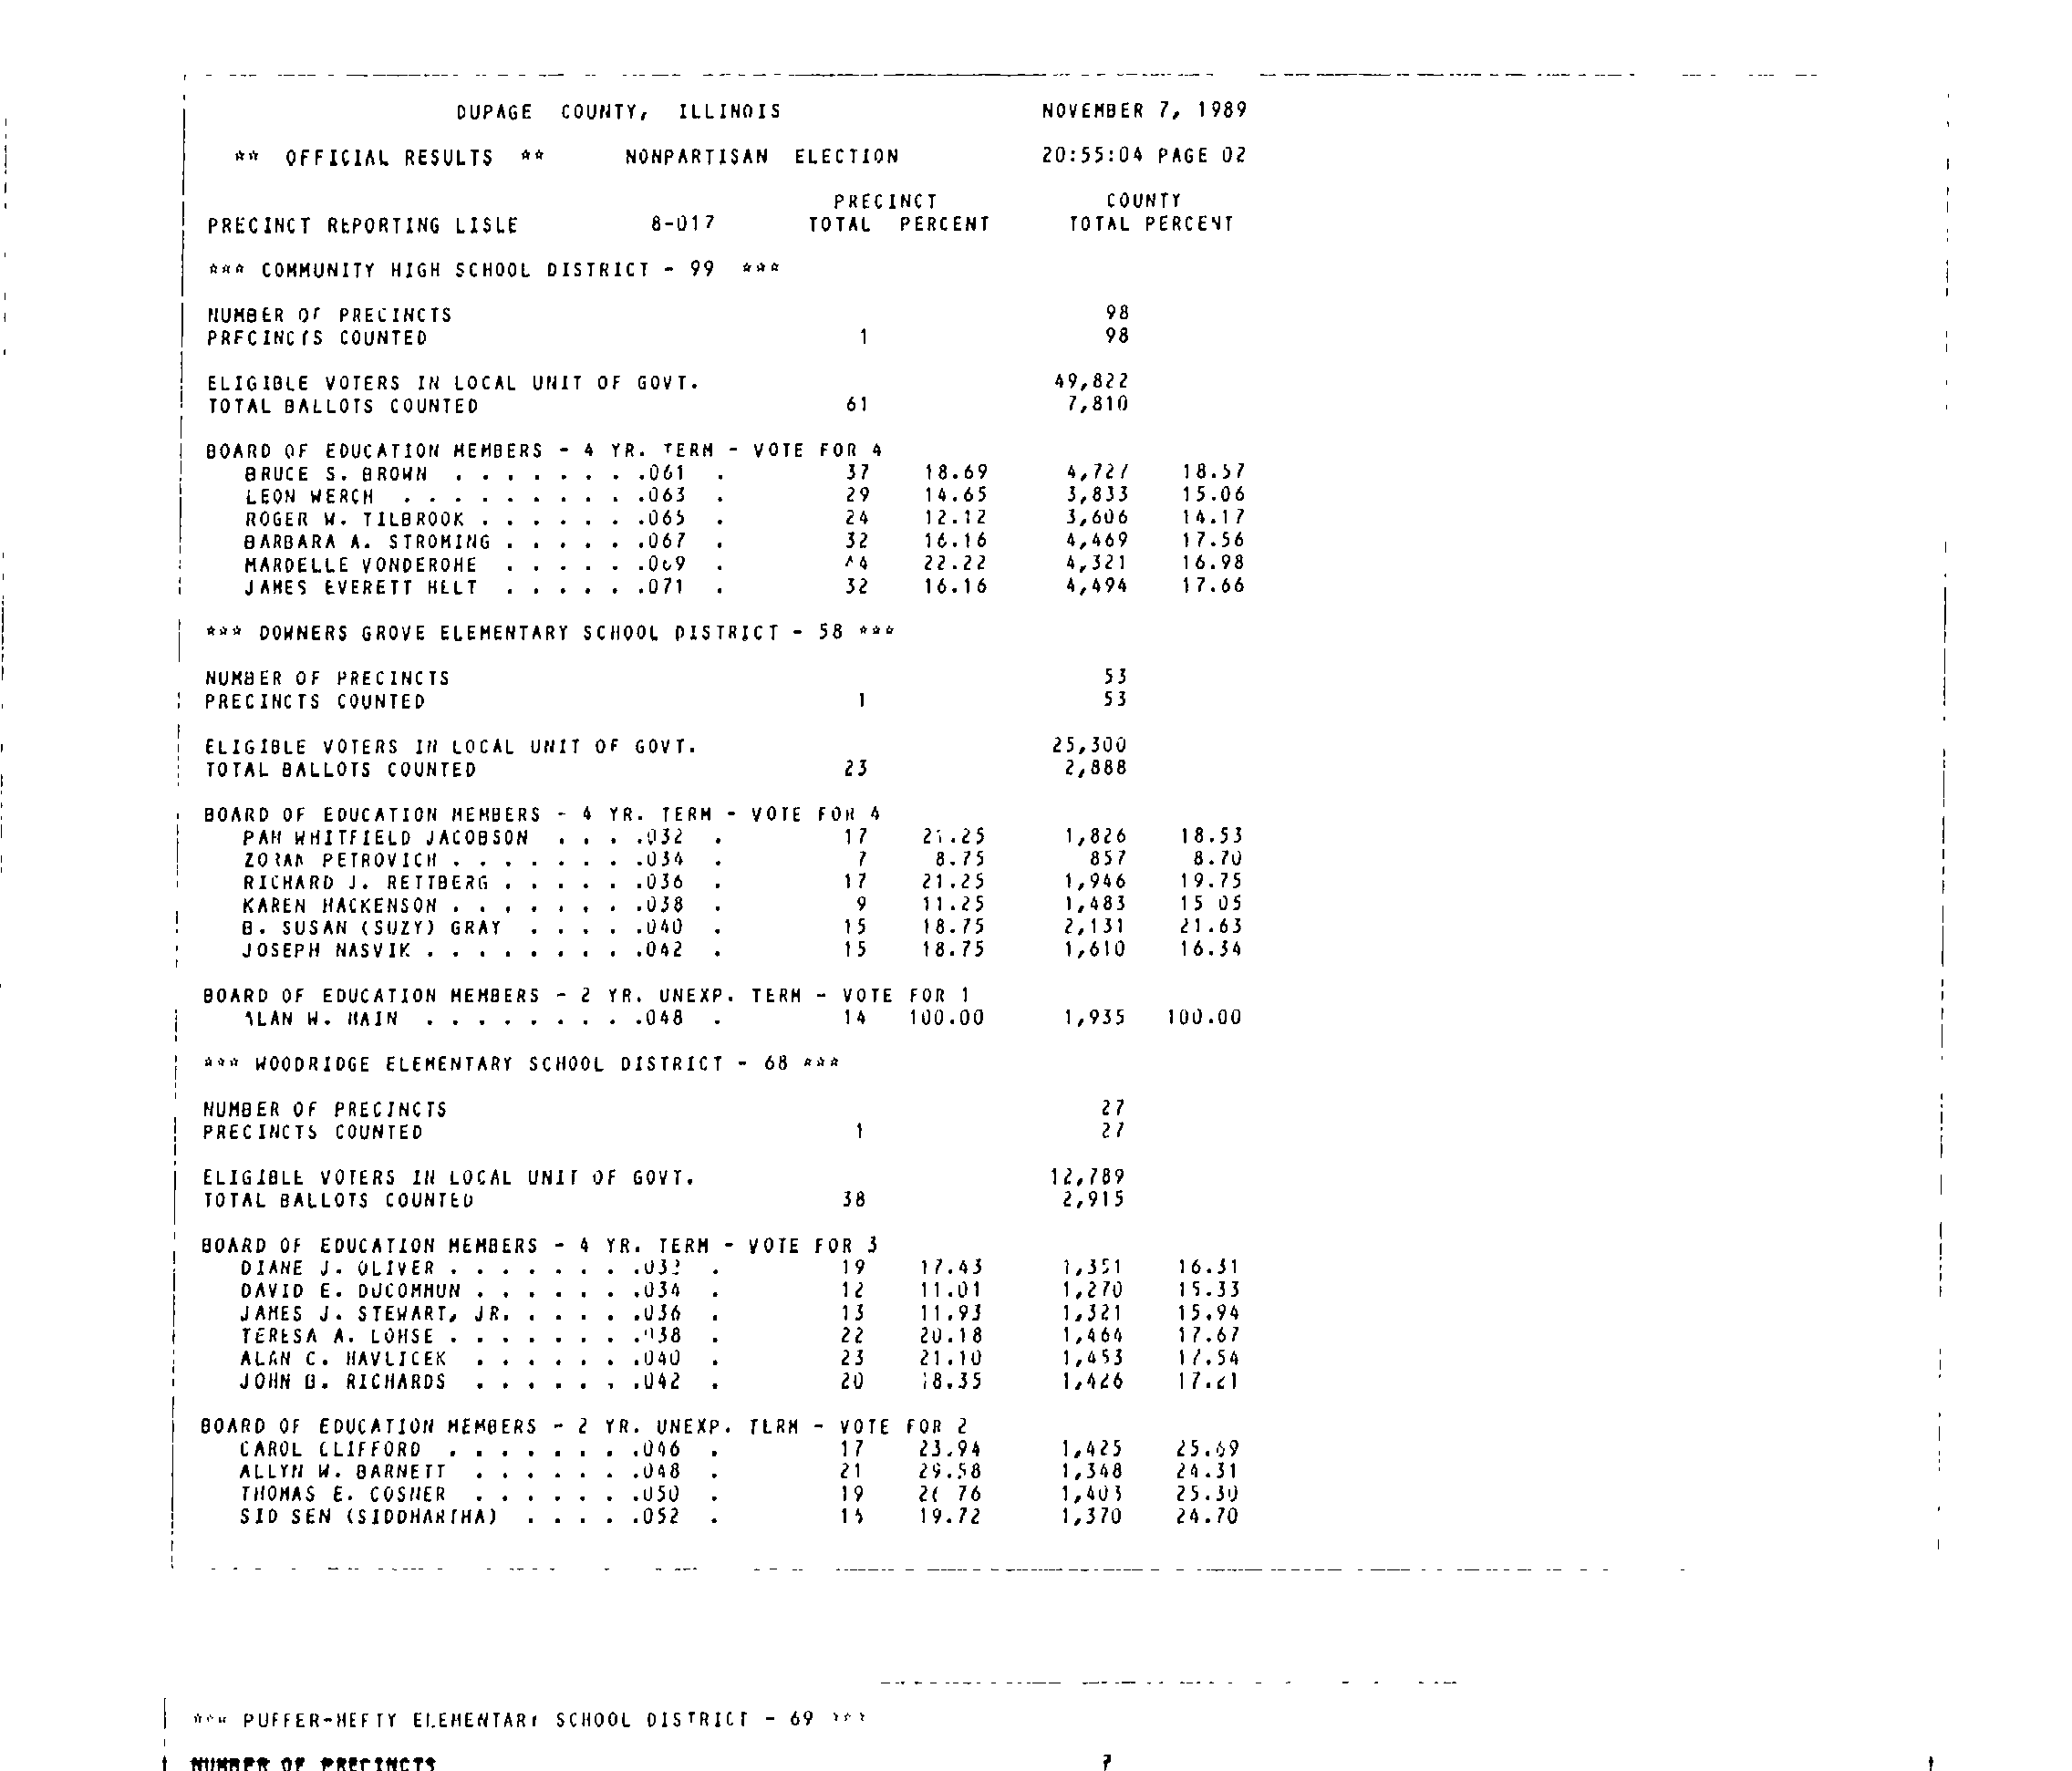 DUPAGE COUNTY, ILLINOIS NOVEMBER 7, 1989
** OFFICIAL RESULTS ** NONPARTISAN ELECTION 20:55:04 PAGE 02
PRECINCT COUNTY
PRECINCT REPORTING LISLE 8-017 TOTAL PERCENT TOTAL PERCENT
*** COMMUNITY HIGH SCHOOL DISTRICT - 99 ***
NUMBER OF PRECINCTS 98
PRECINCTS COUNTED 1 98
ELIGIBLE VOTERS IN LOCAL UNIT OF GOVT. 49,822
TOTAL BALLOTS COUNTED 61 7,810
BOARD OF EDUCATION MEMBERS - 4 YR. TERM - VOTE FOR 4
BRUCE S. BROWN . . . . . . . .061 . 37 18.69 4,727 18.57
LEON WERCH . . . . . . . . . .063 . 29 14.65 3,833 15.06
ROGER W. TILBROOK . . . . . . .065 . 24 12.12 3,606 14.17
BARBARA A. STROMING . . . . . .067 . 32 16.16 4,469 17.56
MARDELLE VONDEROHE . . . . . .069 . 44 22.22 4,321 16.98
JAMES EVERETT HELT . . . . . .071 . 32 16.16 4,494 17.66
*** DOWNERS GROVE ELEMENTARY SCHOOL DISTRICT - 58 ***
NUMBER OF PRECINCTS 53
PRECINCTS COUNTED 1 53
ELIGIBLE VOTERS IN LOCAL UNIT OF GOVT. 25,300
TOTAL BALLOTS COUNTED 23 2,888
BOARD OF EDUCATION MEMBERS - 4 YR. TERM - VOTE FOR 4
PAM WHITFIELD JACOBSON . . . .032 . 17 21.25 1,826 18.53
ZORAN PETROVICH . . . . . . . .034 . 7 8.75 857 8.70
RICHARD J. RETTBERG . . . . . .036 . 17 21.25 1,946 19.75
KAREN HACKENSON . . . . . . . .038 . 9 11.25 1,483 15 05
B. SUSAN (SUZY) GRAY . . . . .040 . 15 18.75 2,131 21.63
JOSEPH NASVIK . . . . . . . . .042 . 15 18.75 1,610 16.34
BOARD OF EDUCATION MEMBERS - 2 YR. UNEXP. TERM - VOTE FOR 1
ALAN W. HAIN . . . . . . . . .048 . 14 100.00 1,935 100.00
*** WOODRIDGE ELEMENTARY SCHOOL DISTRICT - 68 ***
NUMBER OF PRECINCTS 27
PRECINCTS COUNTED 1 27
ELIGIBLE VOTERS IN LOCAL UNIT OF GOVT. 12,789
TOTAL BALLOTS COUNTED 38 2,915
BOARD OF EDUCATION MEMBERS - 4 YR. TERM - VOTE FOR 3
DIANE J. OLIVER . . . . . . . .032 . 19 17.43 1,351 16.31
DAVID E. DUCOMMUN . . . . . . .034 . 12 11.01 1,270 15.33
JAMES J. STEWART, JR. . . . . .036 . 13 11.93 1,321 15.94
TERESA A. LOHSE . . . . . . . .038 . 22 20.18 1,464 17.67
ALAN C. HAVLICEK . . . . . . .040 . 23 21.10 1,453 17.54
JOHN B. RICHARDS . . . . . . .042 . 20 18.35 1,426 17.21
BOARD OF EDUCATION MEMBERS - 2 YR. UNEXP. TERM - VOTE FOR 2
CAROL CLIFFORD . . . . . . . .046 . 17 23.94 1,425 25.69
ALLYN W. BARNETT . . . . . . .048 . 21 29.58 1,348 24.31
THOMAS E. COSNER . . . . . . .050 . 19 26 76 1,403 25.30
SID SEN (SIDDHARTHA) . . . . .052 . 14 19.72 1,370 24.70
*** PUFFER-HEFTY ELEMENTARY SCHOOL DISTRICT - 69 ***
NUMBER OF PRECINCTS 7